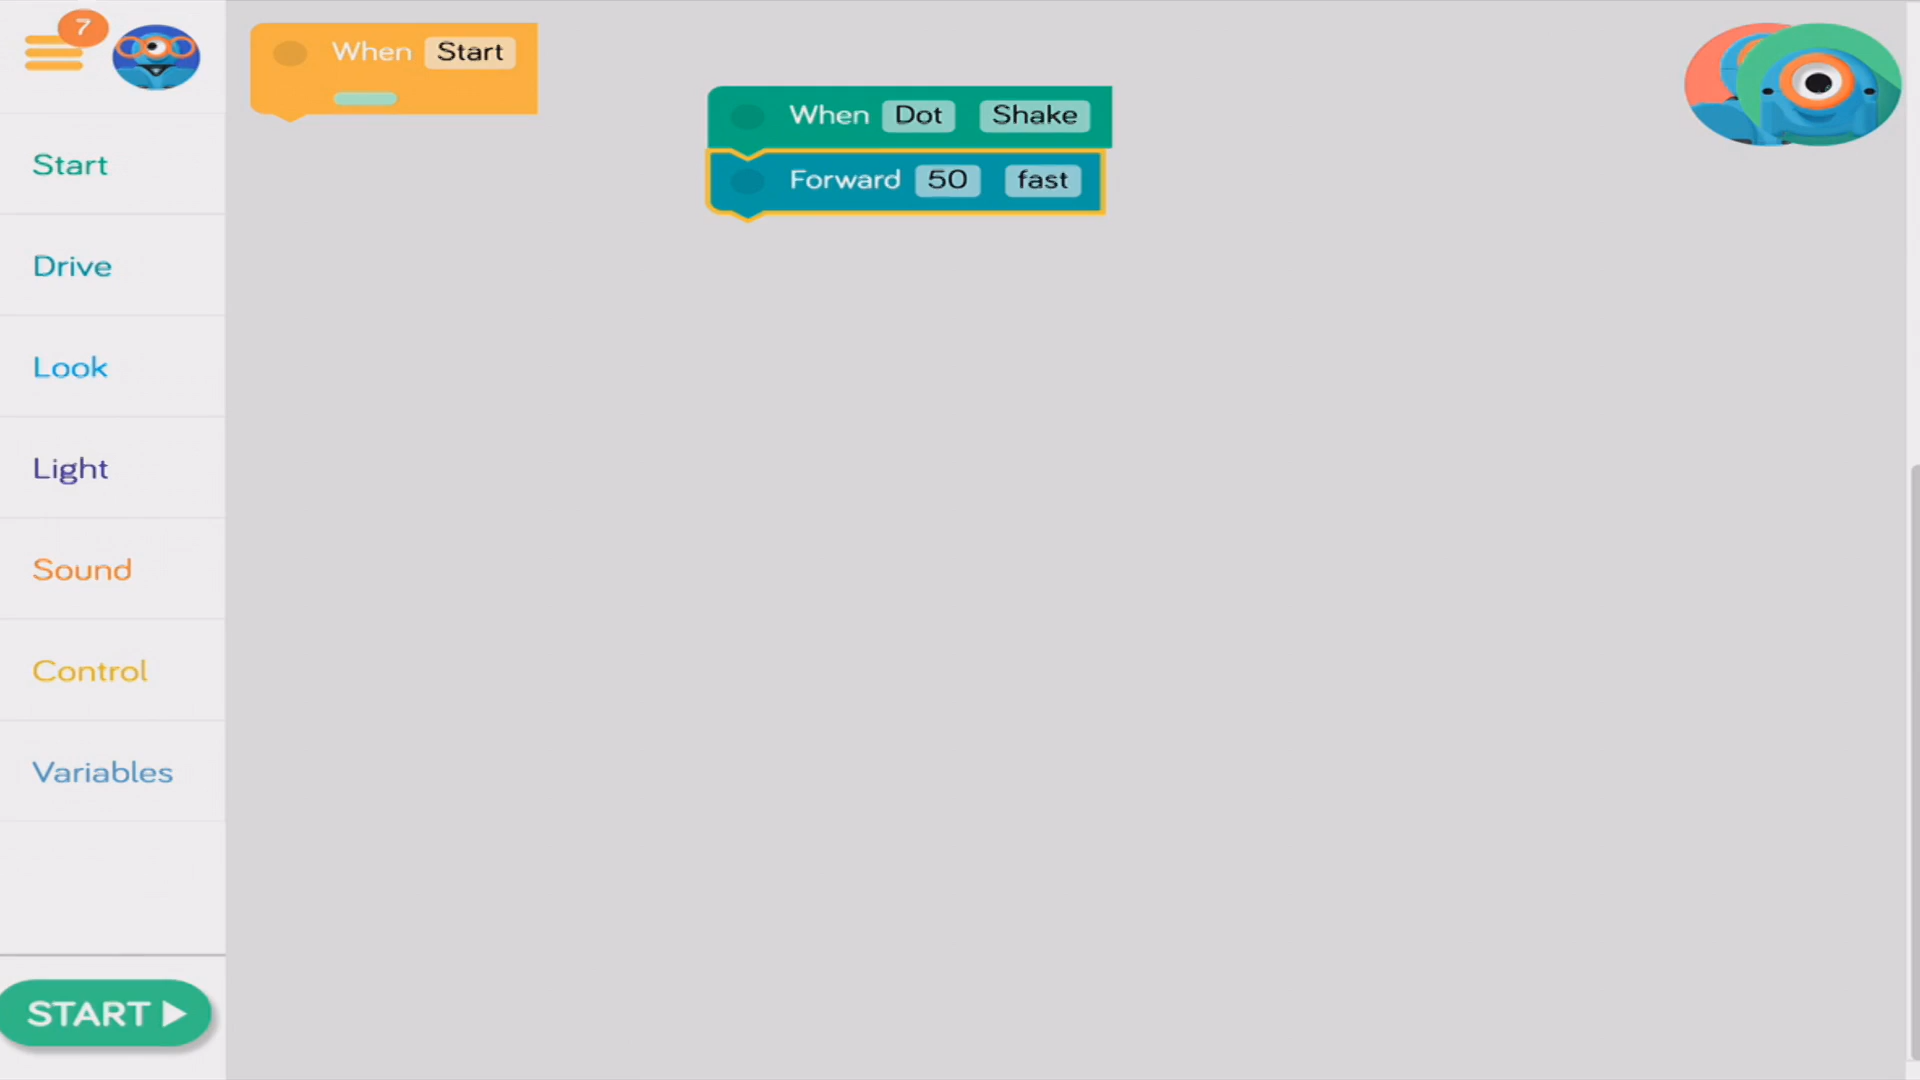 7
When Start
When Dot Shake
Forward 50 fast
Start
Drive
Look
Light
Sound
Control
Variables
START